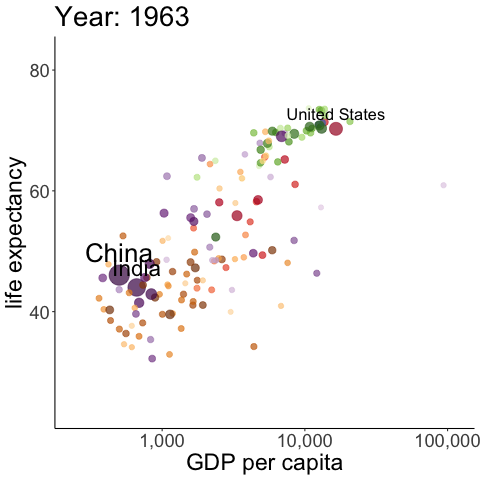 Year: 1963
80
United States
60
life expectancy
China
India
40
1,000
10,000
100,000
GDP per capita